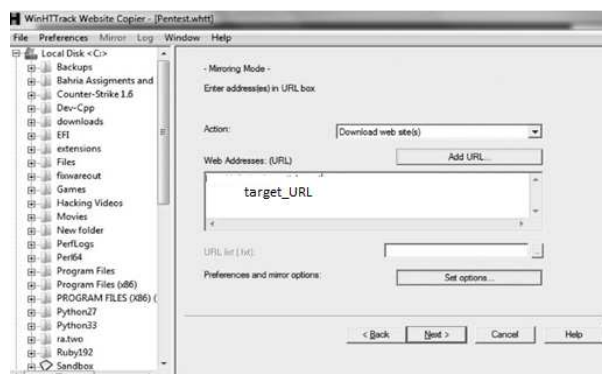 WinHTTrack Website Copier - [Pentest.whtt]
File Preferences Mirror Log Window Help
Local Disk <C:>
Backups
Bahria Assigments and
Counter-Strike 1.6
Dev-Cpp
downloads
EFI
extensions
Files
fixwareout
Games
Hacking Videos
Movies
New folder
PerfLogs
Perl64
Program Files
Program Files (x86)
PROGRAM FILES (X86) (
Python27
Python33
ra.two
Ruby192
Sandbox
- Mirroring Mode -
Enter address(es) in URL box
Action:
Download web site(s)
Web Addresses: (URL)
Add URL...
target_URL
URL list (.txt):
...
Preferences and mirror options:
Set options...
< Back
Next >
Cancel
Help